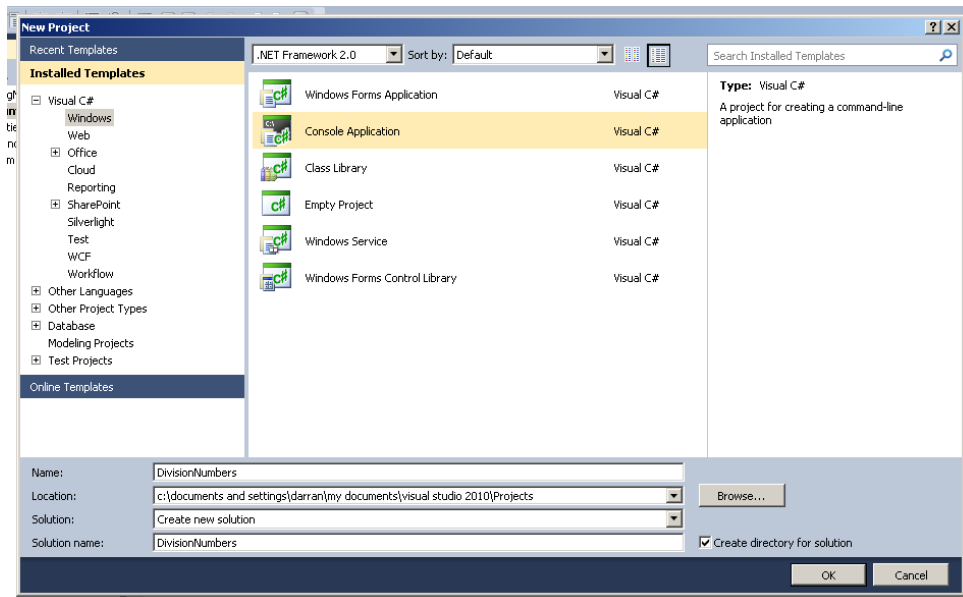 New Project
Recent Templates
Installed Templates
Visual C#
Windows
Web
Office
Cloud
Reporting
SharePoint
Silverlight
Test
WCF
Workflow
Other Languages
Other Project Types
Database
Modeling Projects
Test Projects
Online Templates
.NET Framework 2.0 Sort by: Default
Windows Forms Application Visual C#
Console Application Visual C#
Class Library Visual C#
Empty Project Visual C#
Windows Service Visual C#
Windows Forms Control Library Visual C#
Search Installed Templates
Type: Visual C#
A project for creating a command-line
application
Name: DivisionNumbers
Location: c:\documents and settings\darran\my documents\visual studio 2010\Projects Browse...
Solution: Create new solution
Solution name: DivisionNumbers Create directory for solution
OK Cancel